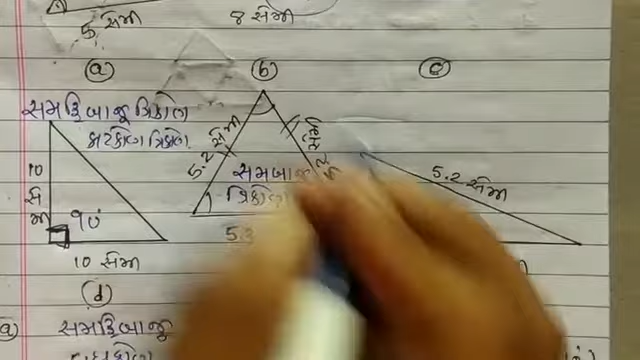 5 સેમી
8 સેમી
(a)
(b)
(c)
સમદ્વિબાજુ ત્રિકોણ
કાટકોણ ત્રિકોણ
10 સેમી
90°
10 સેમી
5.2 સેમી
સમબાજુ
ત્રિકોણ
5.2 સેમી
(d)
(a) સમદ્વિબાજુ